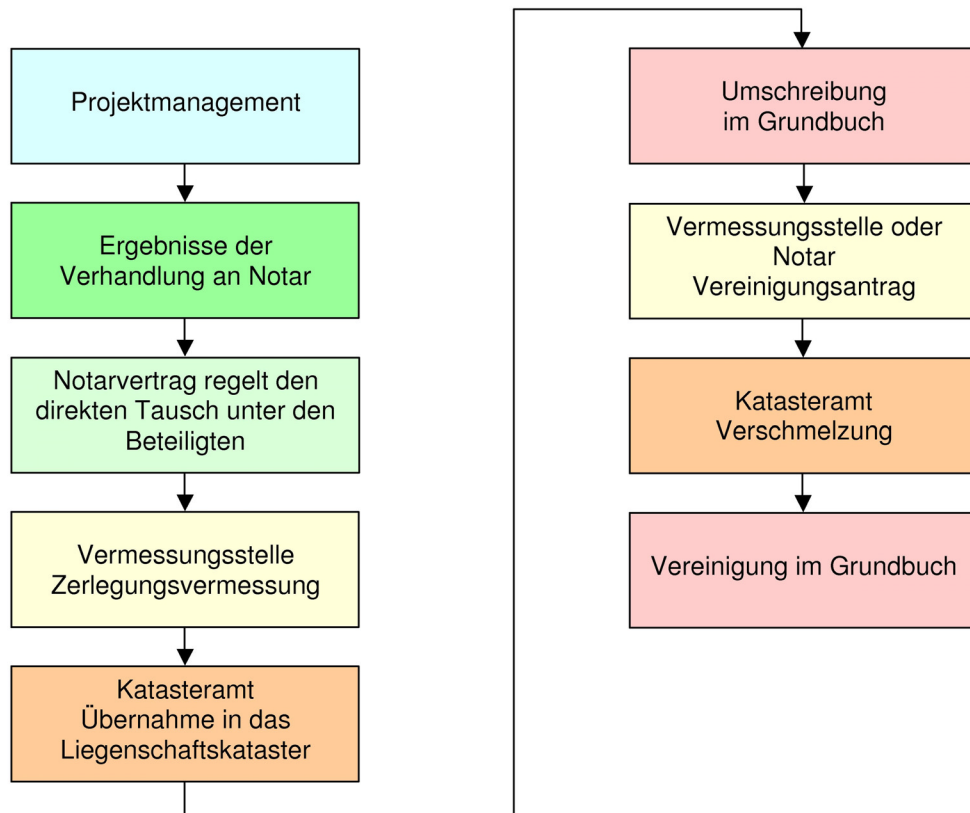 Projektmanagement
Ergebnisse der
Verhandlung an Notar
Notarvertrag regelt den
direkten Tausch unter den
Beteiligten
Vermessungsstelle
Zerlegungsvermessung
Katasteramt
Übernahme in das
Liegenschaftskataster
Umschreibung
im Grundbuch
Vermessungsstelle oder
Notar
Vereinigungsantrag
Katasteramt
Verschmelzung
Vereinigung im Grundbuch